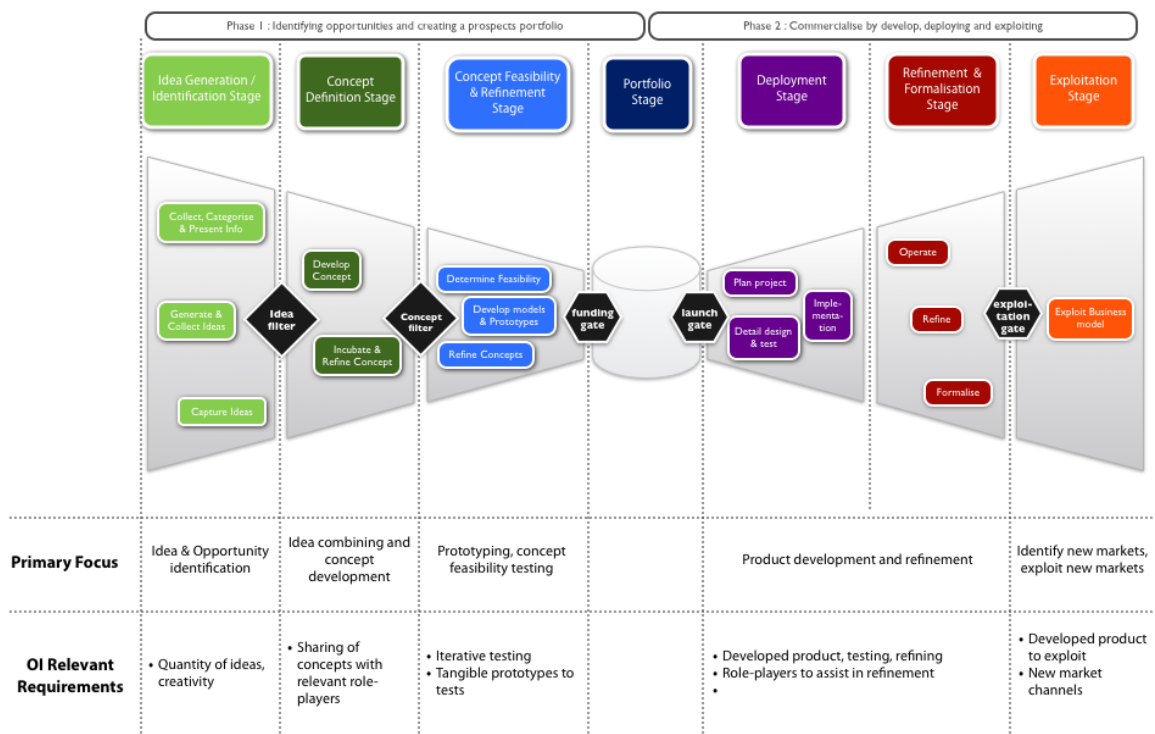 Phase 1 : Identifying opportunities and creating a prospects portfolio
Phase 2 : Commercialise by develop, deploying and exploiting
Idea Generation /
Identification Stage
Concept
Definition Stage
Concept Feasibility
& Refinement
Stage
Portfolio
Stage
Deployment
Stage
Refinement &
Formalisation
Stage
Exploitation
Stage
Collect, Categorise
& Present Info
Generate &
Collect Ideas
Capture Ideas
Idea
filter
Develop
Concept
Incubate &
Refine Concept
Concept
filter
Determine Feasibility
Develop models
& Prototypes
Refine Concepts
funding
gate
launch
gate
Plan project
Detail design
& test
Imple-
menta-
tion
Operate
Refine
Formalise
exploi-
tation
gate
Exploit Business
model
Primary Focus
Idea & Opportunity
identification
Idea combining and
concept
development
Prototyping, concept
feasibility testing
Product development and refinement
Identify new markets,
exploit new markets
OI Relevant
Requirements
• Quantity of ideas,
creativity
• Sharing of
concepts with
relevant role-
players
• Iterative testing
• Tangible prototypes to
tests
• Developed product, testing, refining
• Role-players to assist in refinement
•
• Developed product
to exploit
• New market
channels